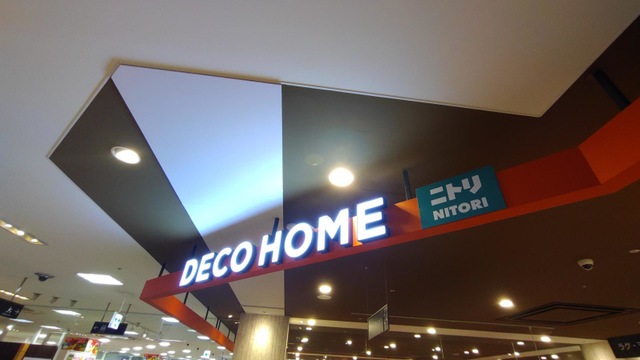 DECO HOME
ニトリ
NITORI